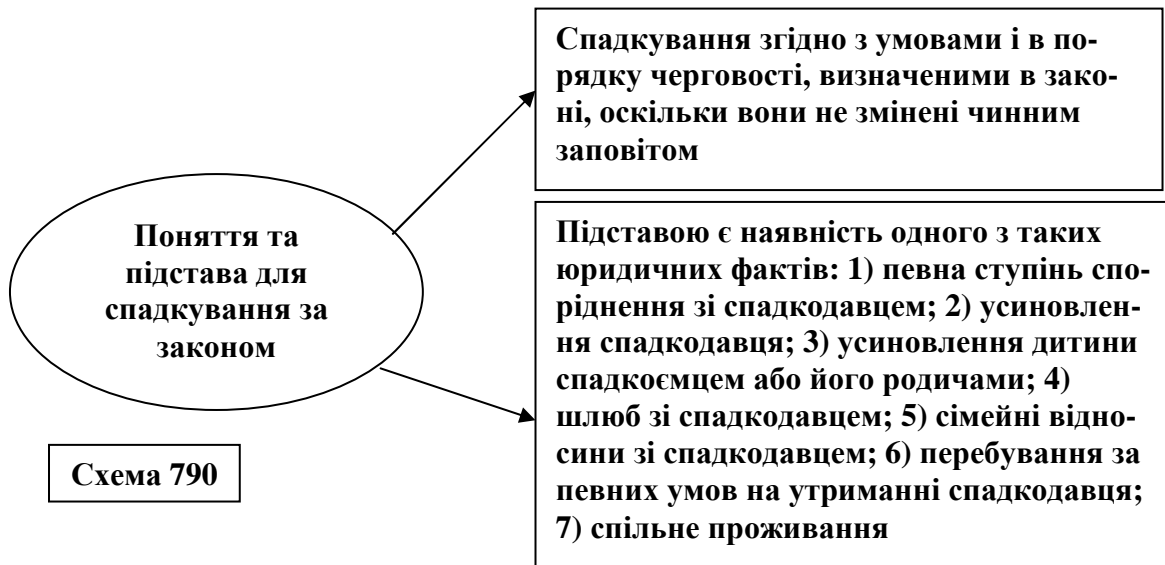 Спадкування згідно з умовами і в по-
рядку черговості, визначеними в зако-
ні, оскільки вони не змінені чинним
заповітом
Поняття та
підстава для
спадкування за
законом
Підставою є наявність одного з таких
юридичних фактів: 1) певна ступінь спо-
ріднення зі спадкодавцем; 2) усиновлен-
ня спадкодавця; 3) усиновлення дитини
спадкоємцем або його родичами; 4)
шлюб зі спадкодавцем; 5) сімейні відно-
сини зі спадкодавцем; 6) перебування за
певних умов на утриманні спадкодавця;
7) спільне проживання
Схема 790